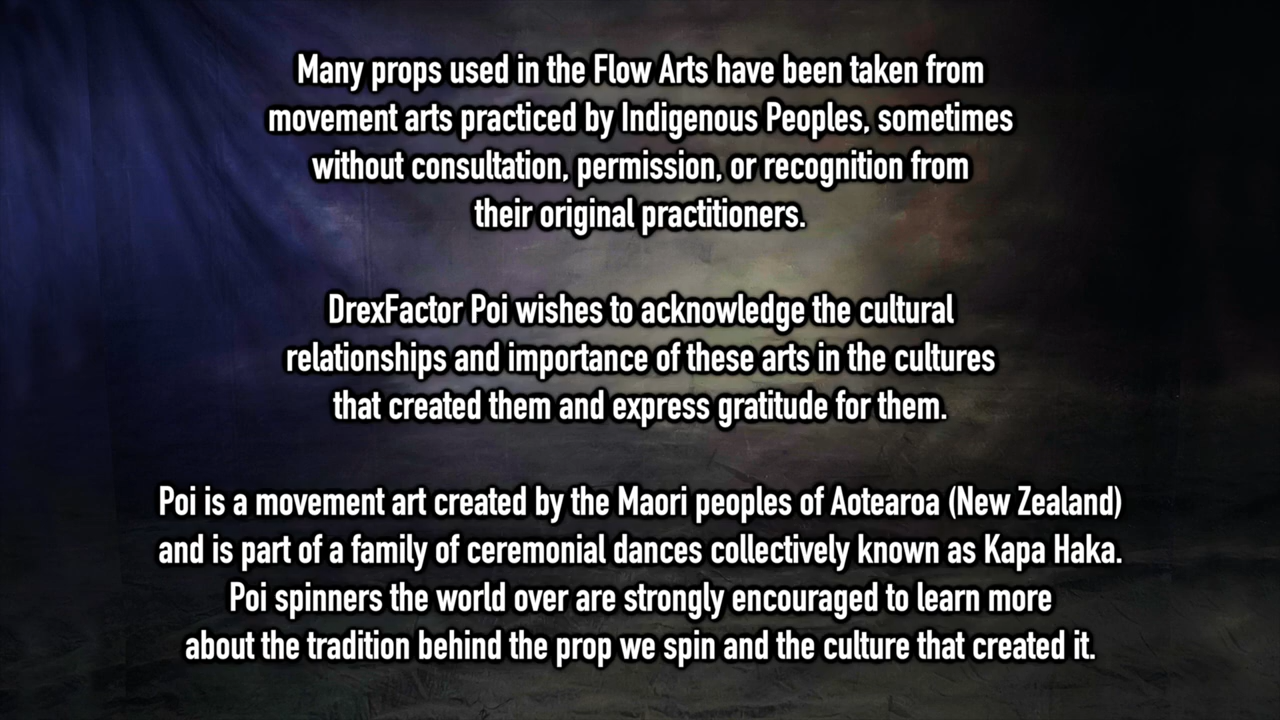 Many props used in the Flow Arts have been taken from
movement arts practiced by Indigenous Peoples, sometimes
without consultation, permission, or recognition from
their original practitioners.
DrexFactor Poi wishes to acknowledge the cultural
relationships and importance of these arts in the cultures
that created them and express gratitude for them.
Poi is a movement art created by the Maori peoples of Aotearoa (New Zealand)
and is part of a family of ceremonial dances collectively known as Kapa Haka.
Poi spinners the world over are strongly encouraged to learn more
about the tradition behind the prop we spin and the culture that created it.